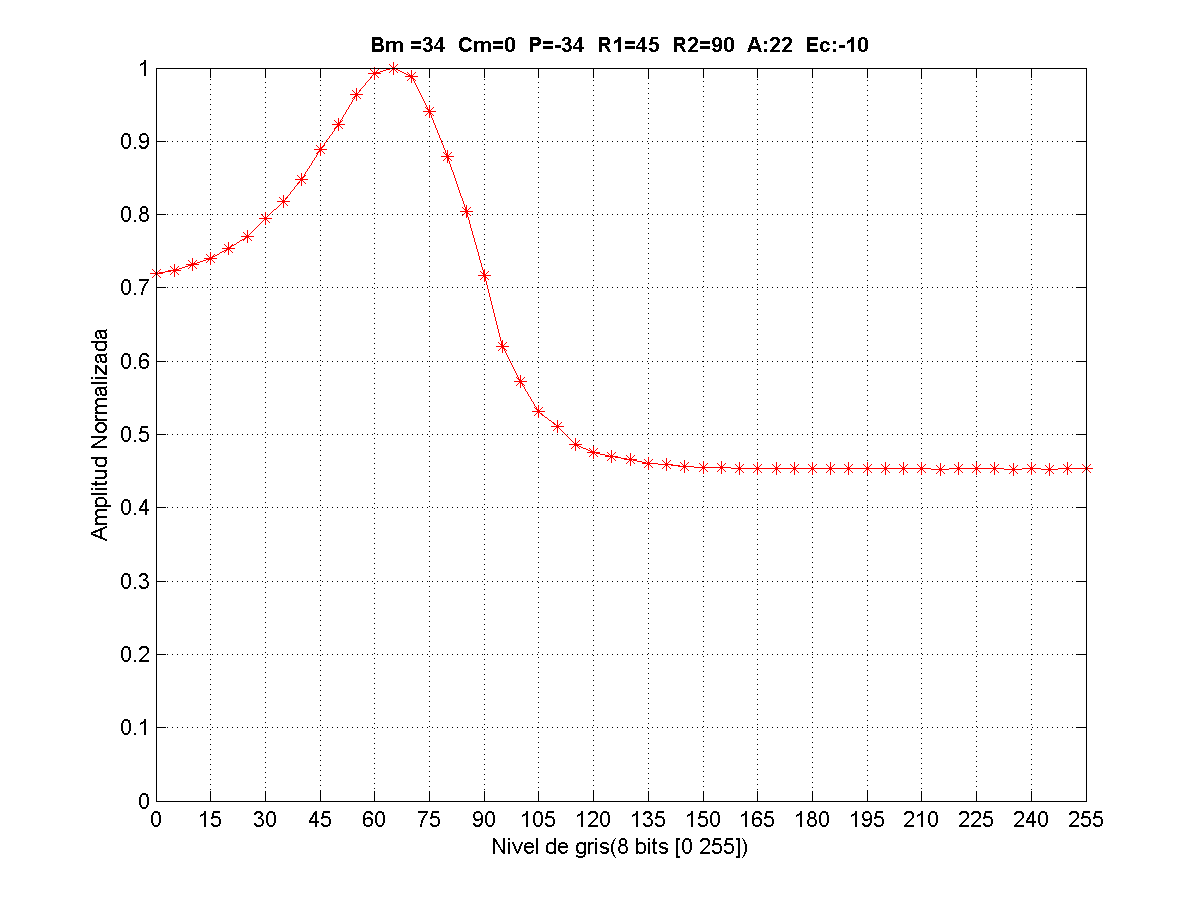 Bm =34 Cm=0 P=-34 R1=45 R2=90 A:22 Ec:-10
1
0.9
0.8
0.7
0.6
0.5
0.4
0.3
0.2
0.1
0
Amplitud Normalizada
0 15 30 45 60 75 90 105 120 135 150 165 180 195 210 225 240 255
Nivel de gris(8 bits [0 255])